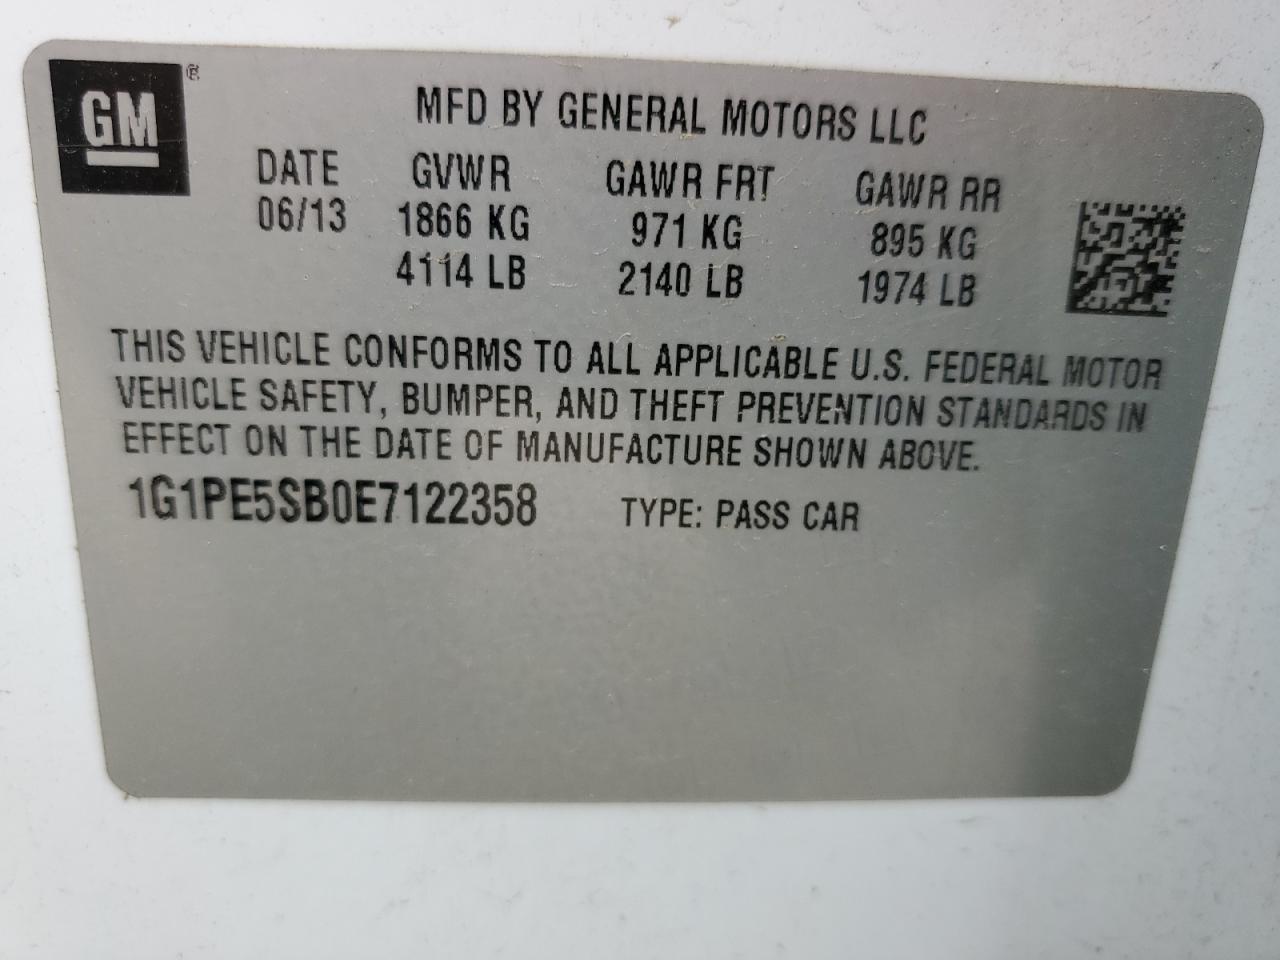 GM ®
MFD BY GENERAL MOTORS LLC
DATE GVWR GAWR FRT GAWR RR
06/13 1866 KG 971 KG 895 KG
4114 LB 2140 LB 1974 LB
THIS VEHICLE CONFORMS TO ALL APPLICABLE U.S. FEDERAL MOTOR
VEHICLE SAFETY, BUMPER, AND THEFT PREVENTION STANDARDS IN
EFFECT ON THE DATE OF MANUFACTURE SHOWN ABOVE.
1G1PE5SB0E7122358 TYPE: PASS CAR